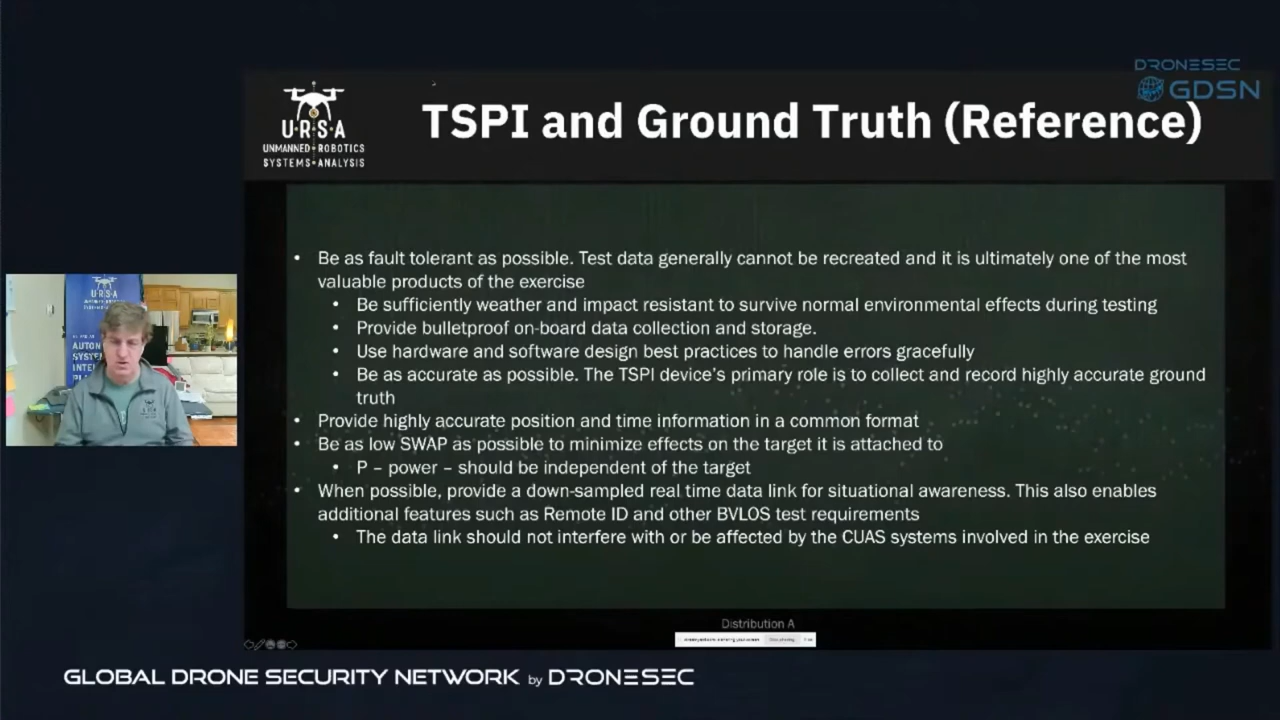 DRONESEC
GDSN
U·R·S·A
UNMANNED ROBOTICS
SYSTEMS ANALYSIS
TSPI and Ground Truth (Reference)
• Be as fault tolerant as possible. Test data generally cannot be recreated and it is ultimately one of the most
valuable products of the exercise
• Be sufficiently weather and impact resistant to survive normal environmental effects during testing
• Provide bulletproof on-board data collection and storage.
• Use hardware and software design best practices to handle errors gracefully
• Be as accurate as possible. The TSPI device's primary role is to collect and record highly accurate ground
truth
• Provide highly accurate position and time information in a common format
• Be as low SWAP as possible to minimize effects on the target it is attached to
• P – power – should be independent of the target
• When possible, provide a down-sampled real time data link for situational awareness. This also enables
additional features such as Remote ID and other BVLOS test requirements
• The data link should not interfere with or be affected by the CUAS systems involved in the exercise
URSA
Distribution A
GLOBAL DRONE SECURITY NETWORK by DRONESEC